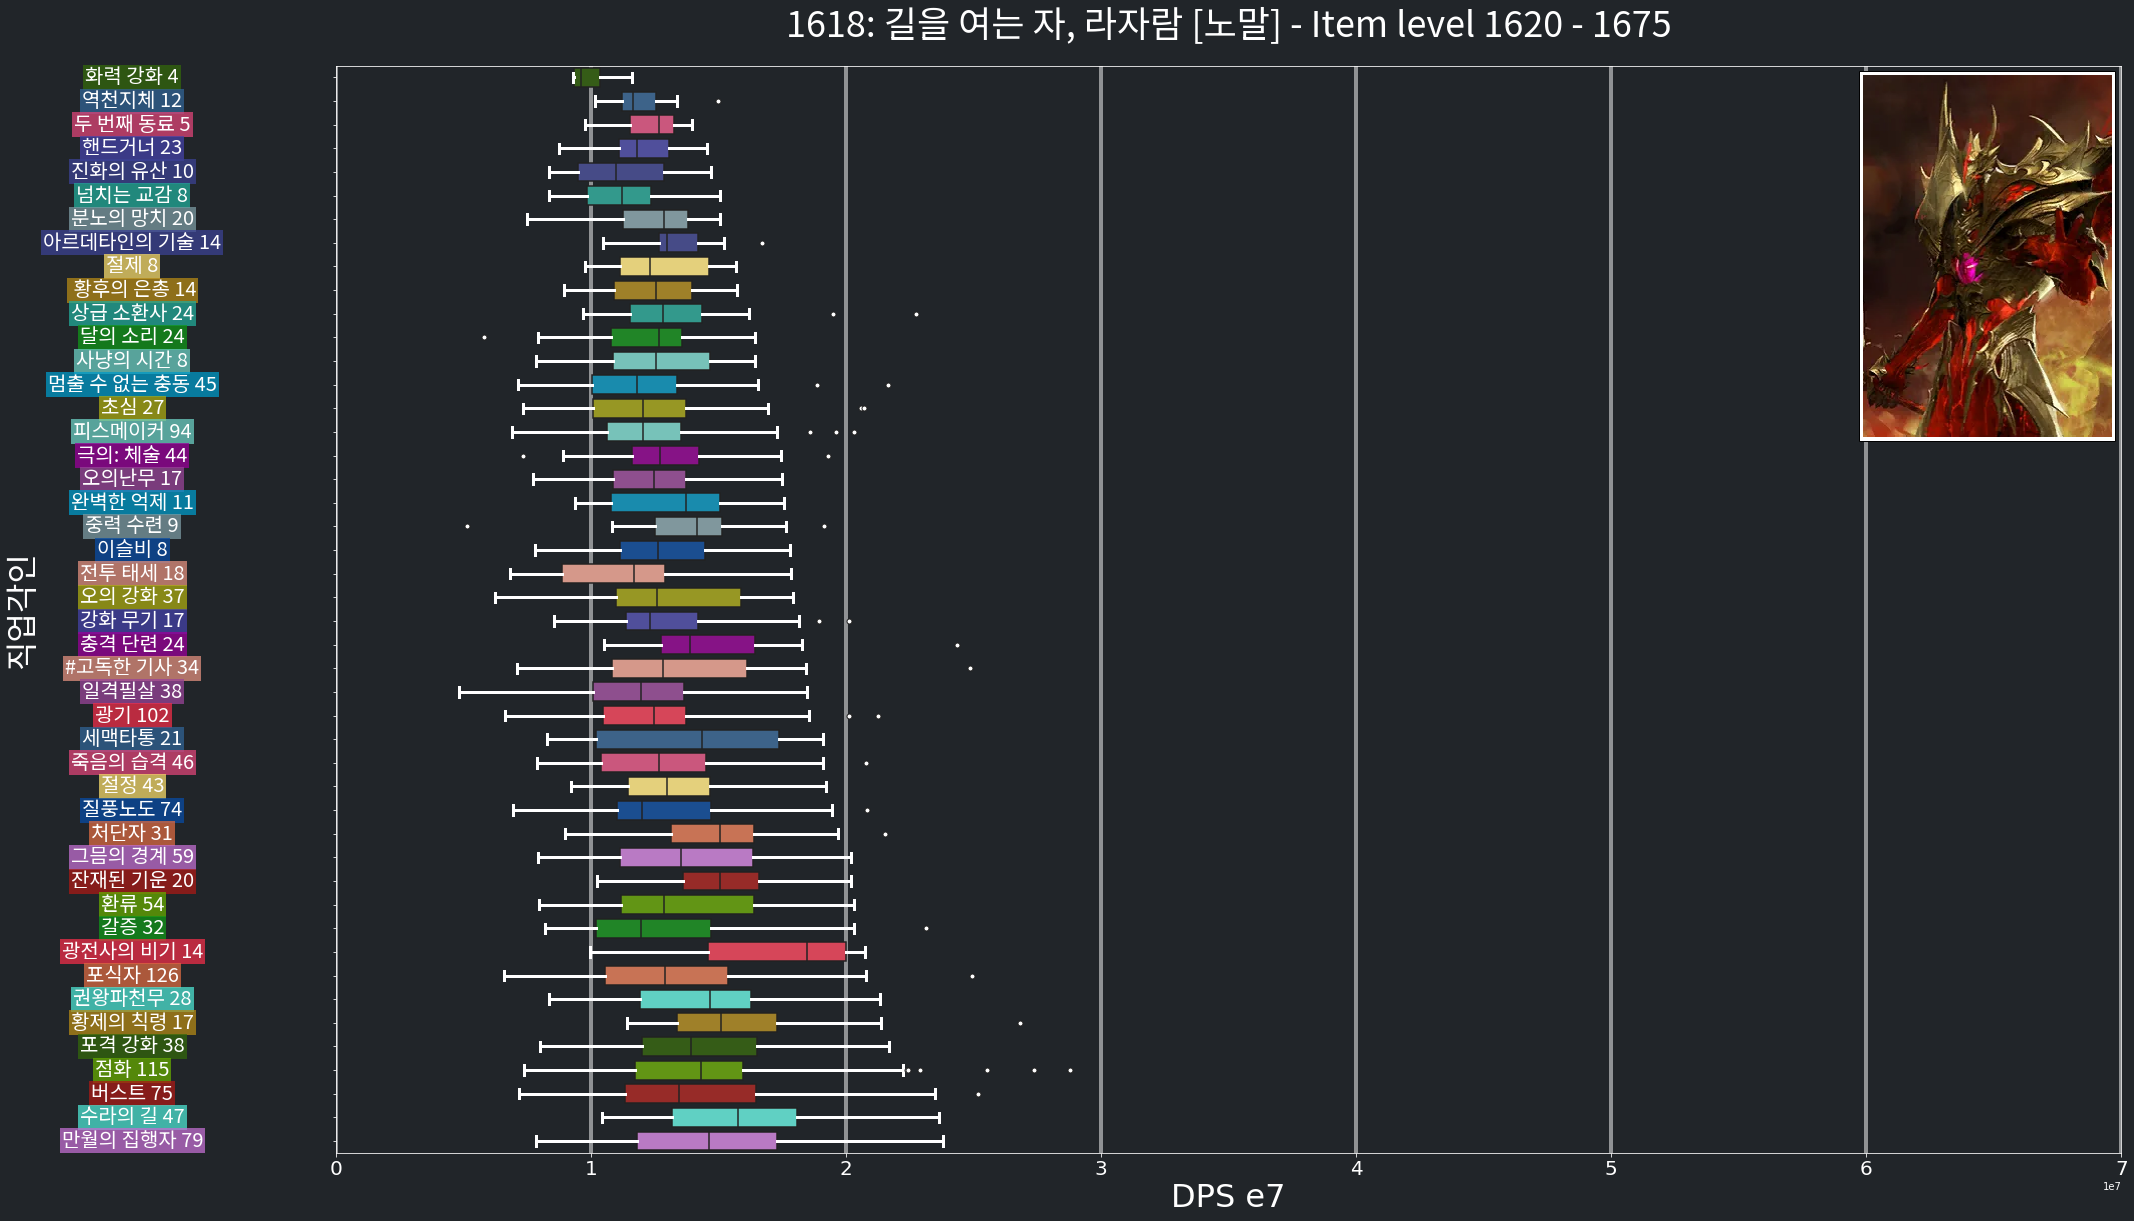 1618: 길을 여는 자, 라자람 [노말] - Item level 1620 - 1675
직업각인
화력 강화 4
역천지체 12
두 번째 동료 5
핸드거너 23
진화의 유산 10
넘치는 교감 8
분노의 망치 20
아르데타인의 기술 14
절제 8
황후의 은총 14
상급 소환사 24
달의 소리 24
사냥의 시간 8
멈출 수 없는 충동 45
초심 27
피스메이커 94
극의: 체술 44
오의난무 17
완벽한 억제 11
중력 수련 9
이슬비 8
전투 태세 18
오의 강화 37
강화 무기 17
충격 단련 24
#고독한 기사 34
일격필살 38
광기 102
세맥타통 21
죽음의 습격 46
절정 43
질풍노도 74
처단자 31
그믐의 경계 59
잔재된 기운 20
환류 54
갈증 32
광전사의 비기 14
포식자 126
권왕파천무 28
황제의 칙령 17
포격 강화 38
점화 115
버스트 75
수라의 길 47
만월의 집행자 79
0 1 2 3 4 5 6 7
1e7
DPS e7